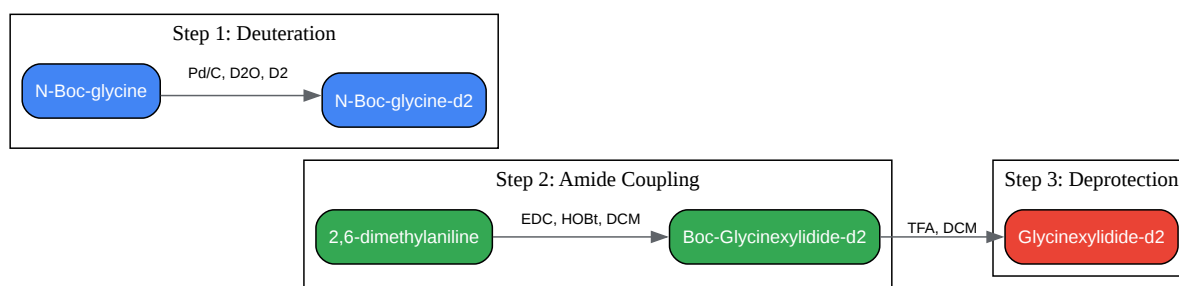 Step 1: Deuteration
N-Boc-glycine
Pd/C, D2O, D2
N-Boc-glycine-d2
Step 2: Amide Coupling
2,6-dimethylaniline
EDC, HOBt, DCM
Boc-Glycinexylidide-d2
TFA, DCM
Step 3: Deprotection
Glycinexylidide-d2